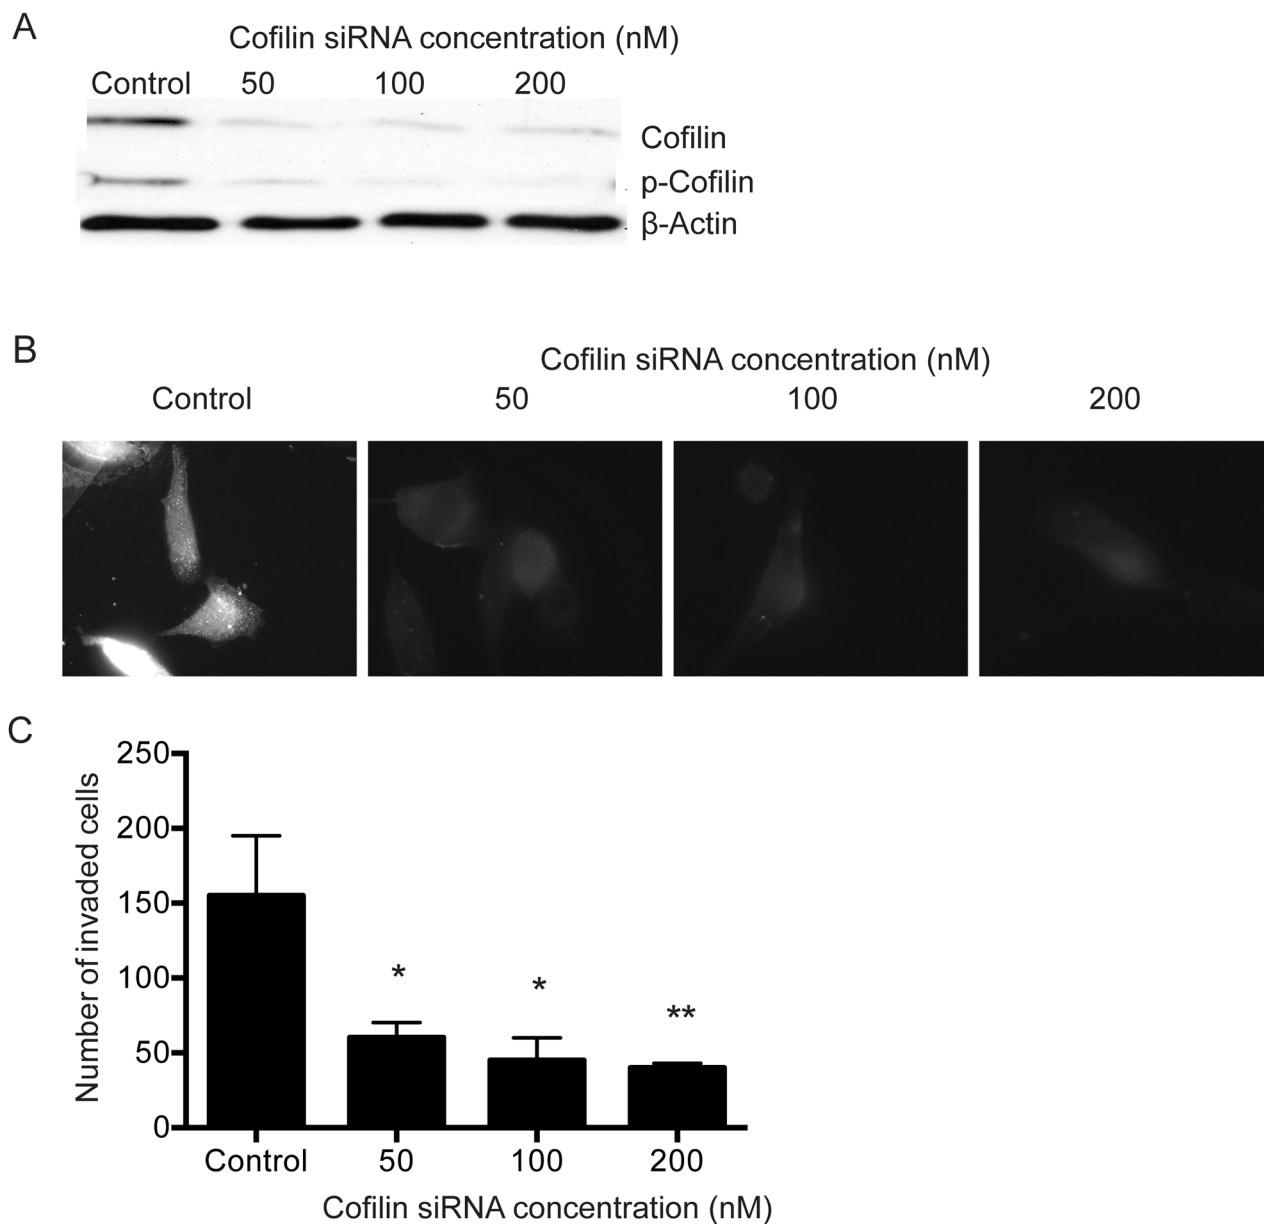 A
Cofilin siRNA concentration (nM)
Control 50 100 200
Cofilin
p-Cofilin
β-Actin
B
Cofilin siRNA concentration (nM)
Control 50 100 200
C
Number of invaded cells
250
200
150
100
50
0
* * **
Control 50 100 200
Cofilin siRNA concentration (nM)